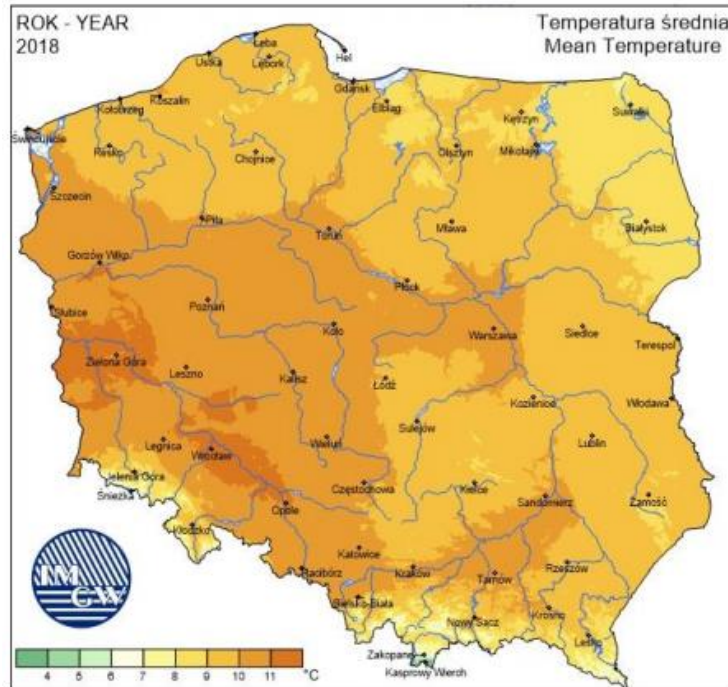 ROK - YEAR
2018
Temperatura średnia
Mean Temperature
Łeba
Ustka
Lębork
Hel
Gdańsk
Kołobrzeg
Koszalin
Elbląg
Kętrzyn
Suwałki
Świnoujście
Resko
Chojnice
Olsztyn
Mikołajki
Szczecin
Piła
Toruń
Mława
Białystok
Gorzów Wlkp.
Płock
Słubice
Poznań
Koło
Warszawa
Siedlce
Terespol
Zielona Góra
Leszno
Kalisz
Łódź
Kozienice
Włodawa
Sulejów
Legnica
Wrocław
Wieluń
Lublin
Jelenia Góra
Śnieżka
Częstochowa
Kielce
Sandomierz
Zamość
Opole
Kłodzko
Katowice
Racibórz
Kraków
Tarnów
Rzeszów
Bielsko-Biała
Nowy Sącz
Krosno
Lesko
Zakopane
Kasprowy Wierch
IM
GW
4 5 6 7 8 9 10 11 °C